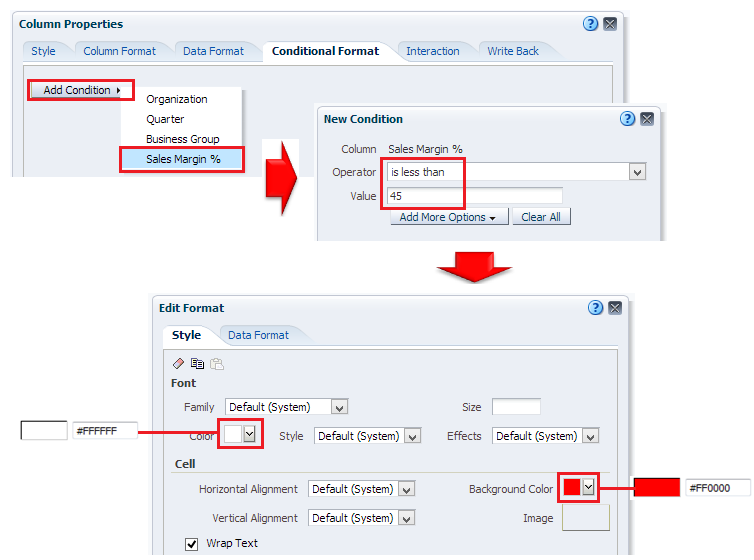 Column Properties
Style Column Format Data Format Conditional Format Interaction Write Back
Add Condition
Organization
Quarter
Business Group
Sales Margin %
New Condition
Column Sales Margin %
Operator is less than
Value 45
Add More Options Clear All
Edit Format
Style Data Format
Font
Family Default (System) Size
#FFFFFF Color Style Default (System) Effects Default (System)
Cell
Horizontal Alignment Default (System) Background Color #FF0000
Vertical Alignment Default (System) Image
Wrap Text